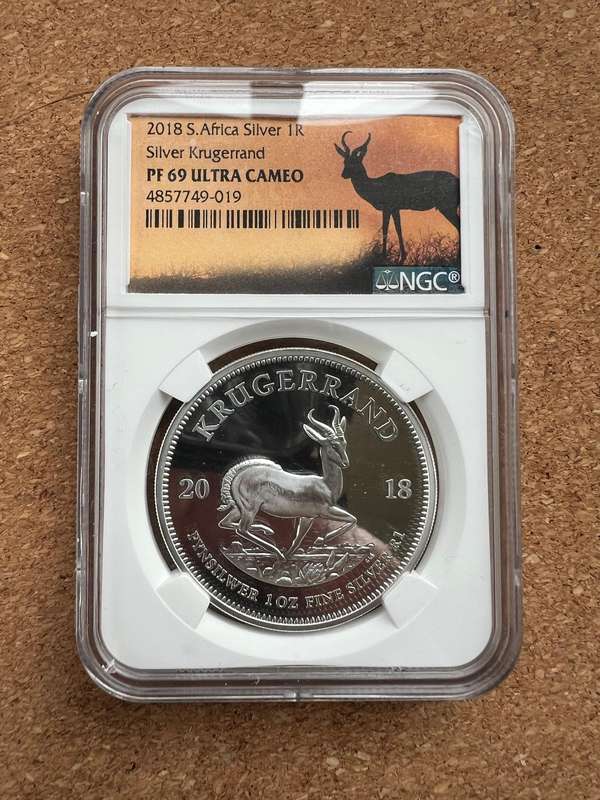 2018 S.Africa Silver 1R
Silver Krugerrand
PF 69 ULTRA CAMEO
4857749-019
NGC®
KRUGERRAND
20 18
FYNSILWER 1 OZ FINE SILVER R1